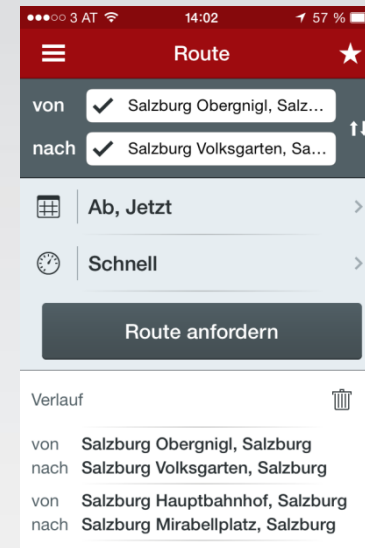 3 AT 14:02 57 %
Route
von Salzburg Obergnigl, Salz...
nach Salzburg Volksgarten, Sa...
Ab, Jetzt
Schnell
Route anfordern
Verlauf
von Salzburg Obergnigl, Salzburg
nach Salzburg Volksgarten, Salzburg
von Salzburg Hauptbahnhof, Salzburg
nach Salzburg Mirabellplatz, Salzburg